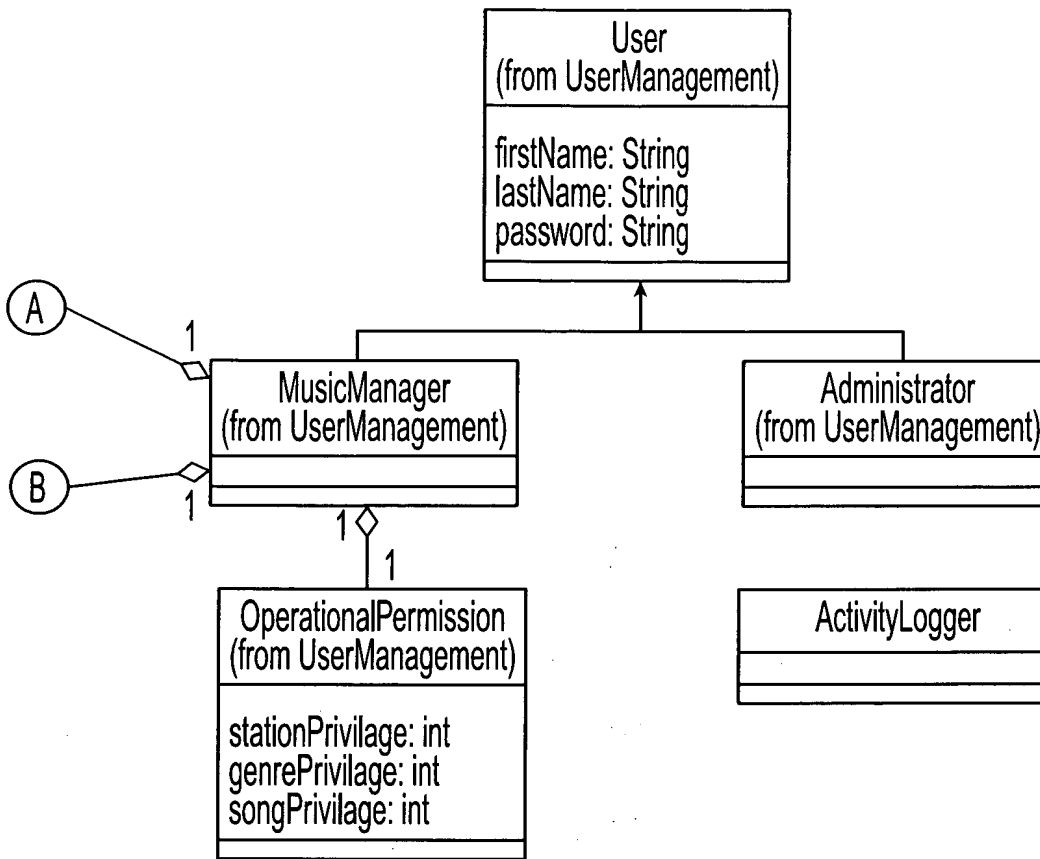 User
(from UserManagement)
firstName: String
lastName: String
password: String
A
1
MusicManager
(from UserManagement)
Administrator
(from UserManagement)
B
1
1
1
OperationalPermission
(from UserManagement)
stationPrivilage: int
genrePrivilage: int
songPrivilage: int
ActivityLogger